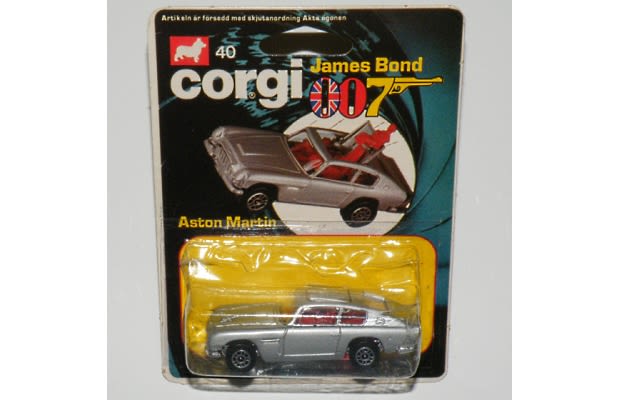 Artikeln är försedd med skjutanordning Akta ögonen
40
corgi
James Bond
007
Aston Martin